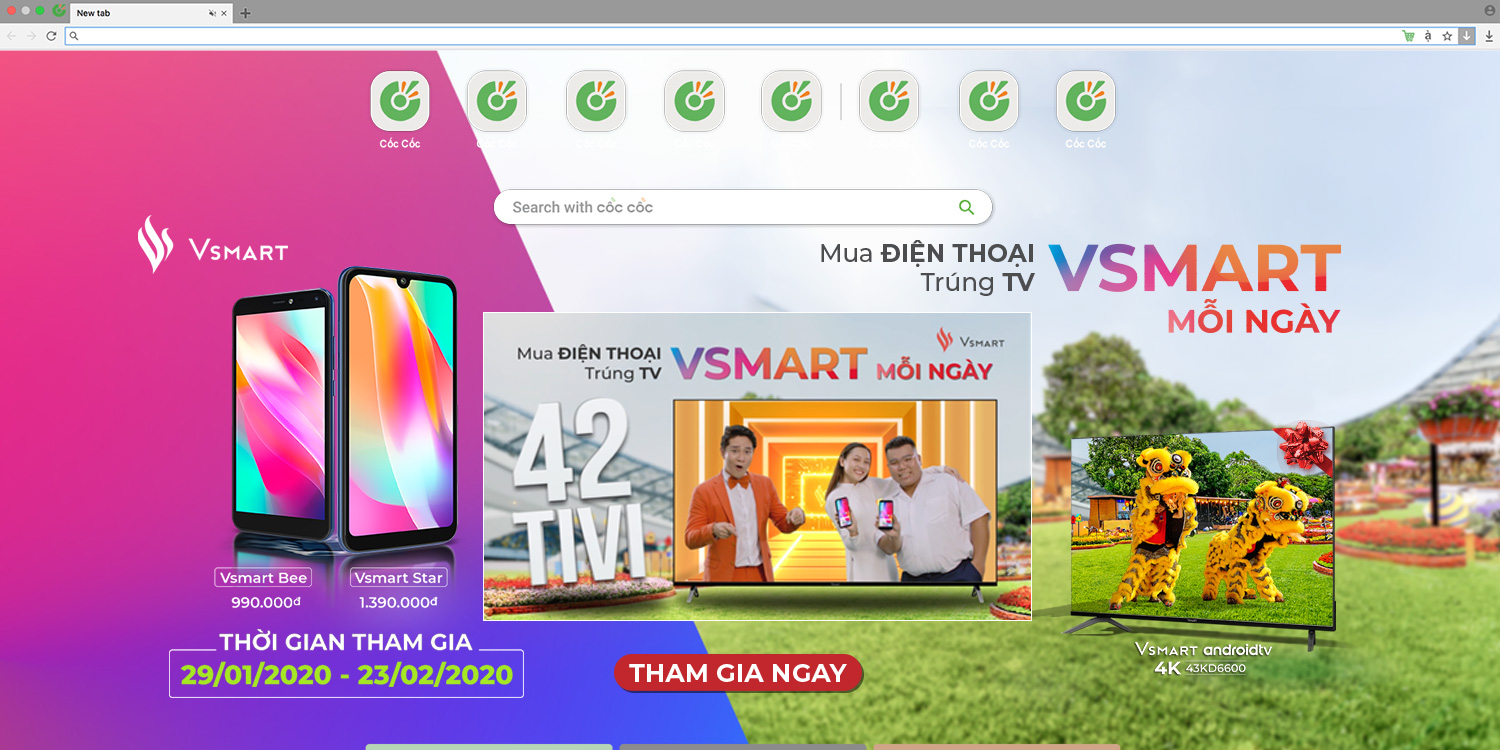 New tab
Cốc Cốc
Cốc Cốc
Cốc Cốc
Cốc Cốc
Search with cốc cốc
VSMART
Mua ĐIỆN THOẠI
Trúng TV
VSMART
MỖI NGÀY
VSMART
Mua ĐIỆN THOẠI
Trúng TV
VSMART MỖI NGÀY
42
TIVI
Vsmart Bee
990.000đ
Vsmart Star
1.390.000đ
THỜI GIAN THAM GIA
29/01/2020 - 23/02/2020
THAM GIA NGAY
VSMART androidtv
4K 43KD6600